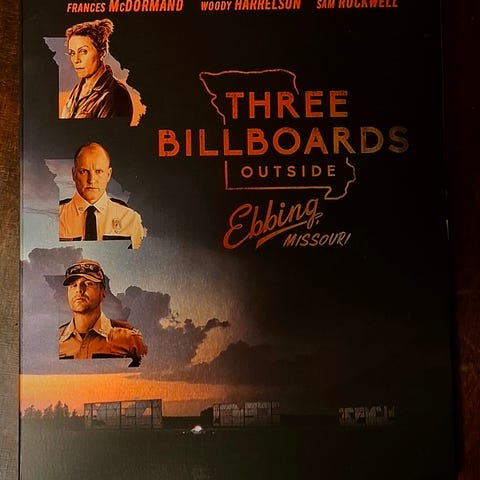 FRANCES McDORMAND WOODY HARRELSON SAM ROCKWELL
THREE
BILLBOARDS
OUTSIDE
Ebbing,
MISSOURI